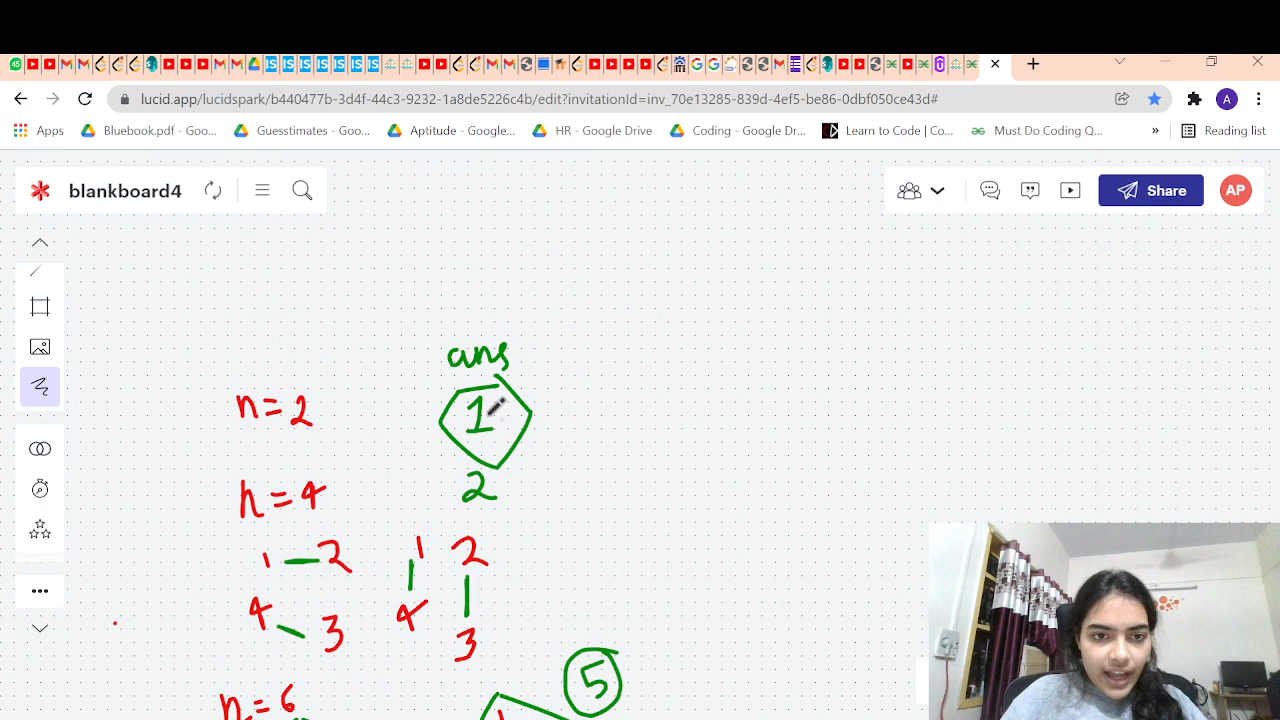 45
lucid.app/lucidspark/b440477b-3d4f-44c3-9232-1a8de5226c4b/edit?invitationId=inv_70e13285-839d-4ef5-be86-0dbf050ce43d#
A
Apps
Bluebook.pdf - Goo...
Guesstimates - Goo...
Aptitude - Google...
HR - Google Drive
Coding - Google Dr...
Learn to Code | Co...
Must Do Coding Q...
»
Reading list
blankboard4
Share
AP
ans
n=2
1
n=4
2
1 2
1 2
4 3
4 3
5
n=6
1